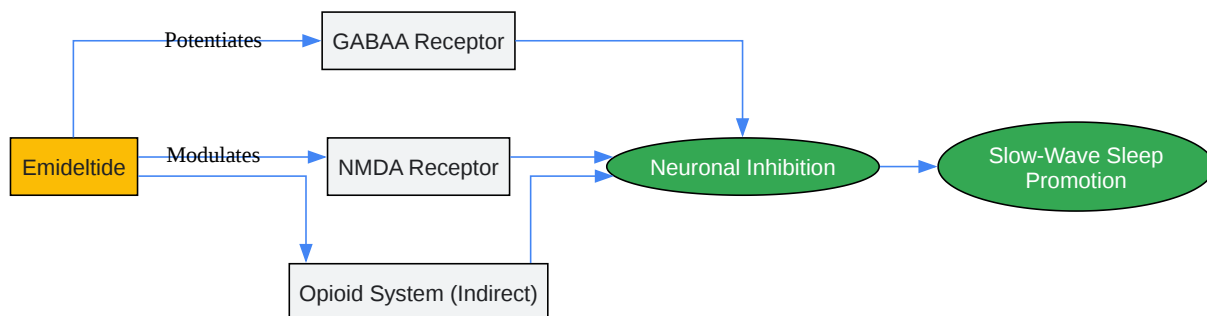 Potentiates
GABAA Receptor
Emideltide
Modulates
NMDA Receptor
Neuronal Inhibition
Slow-Wave Sleep
Promotion
Opioid System (Indirect)